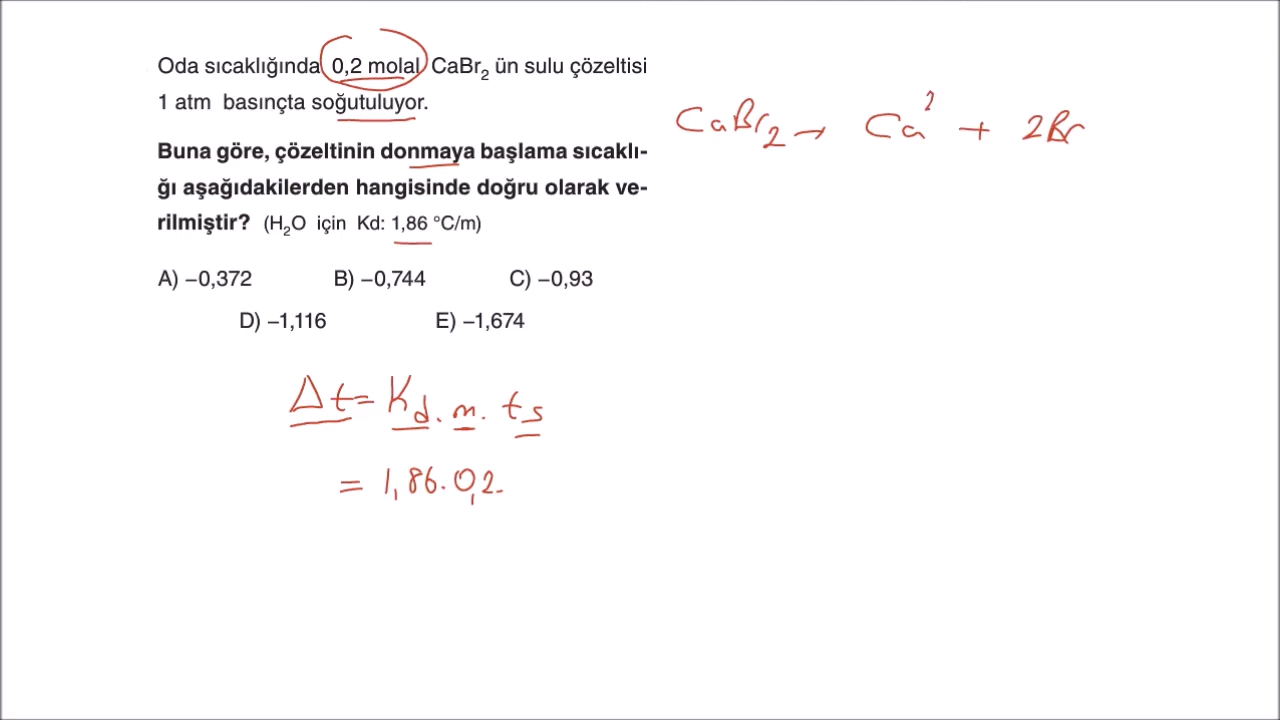 Oda sıcaklığında 0,2 molal CaBr₂ ün sulu çözeltisi
1 atm basınçta soğutuluyor.
Buna göre, çözeltinin donmaya başlama sıcaklı-
ğı aşağıdakilerden hangisinde doğru olarak ve-
rilmiştir? (H₂O için Kd: 1,86 °C/m)
A) –0,372 B) –0,744 C) –0,93
D) –1,116 E) –1,674
CaBr₂ → Ca² + 2Br
Δt = Kd . m . ts
= 1,86 . 0,2 .